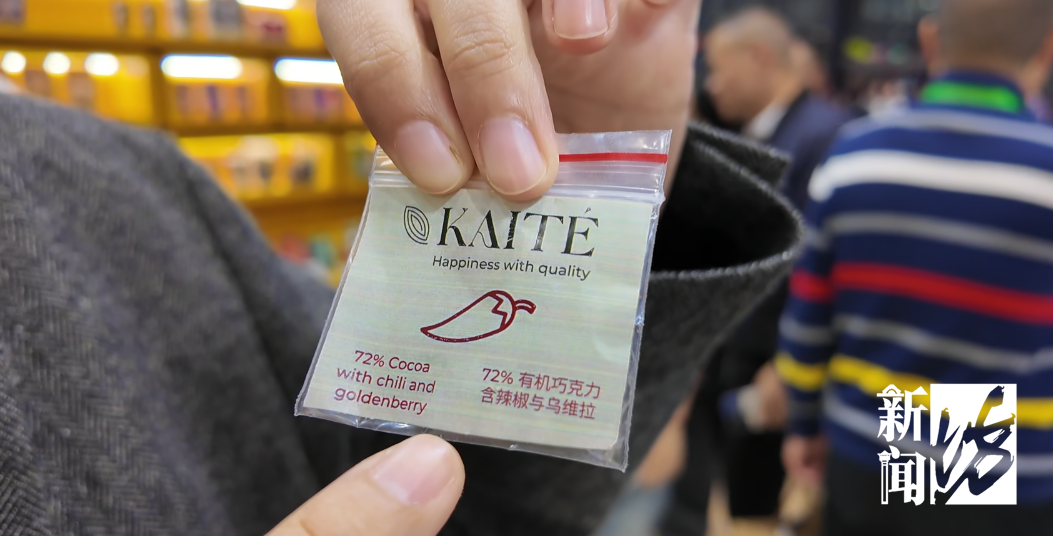 KAITÉ
Happiness with quality
72% Cocoa
with chili and
goldenberry
72% 有机巧克力
含辣椒与乌维拉
新闻